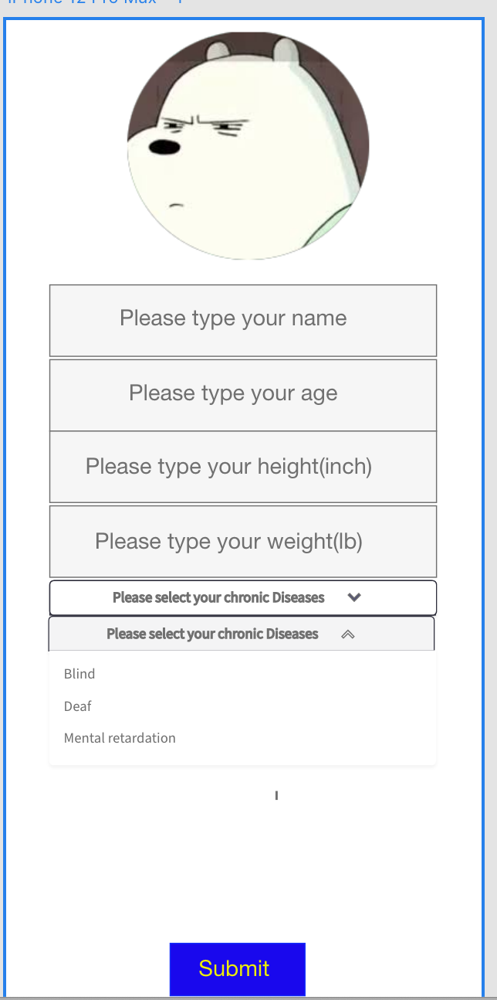 Please type your name
Please type your age
Please type your height(inch)
Please type your weight(lb)
Please select your chronic Diseases
Please select your chronic Diseases
Blind
Deaf
Mental retardation
Submit